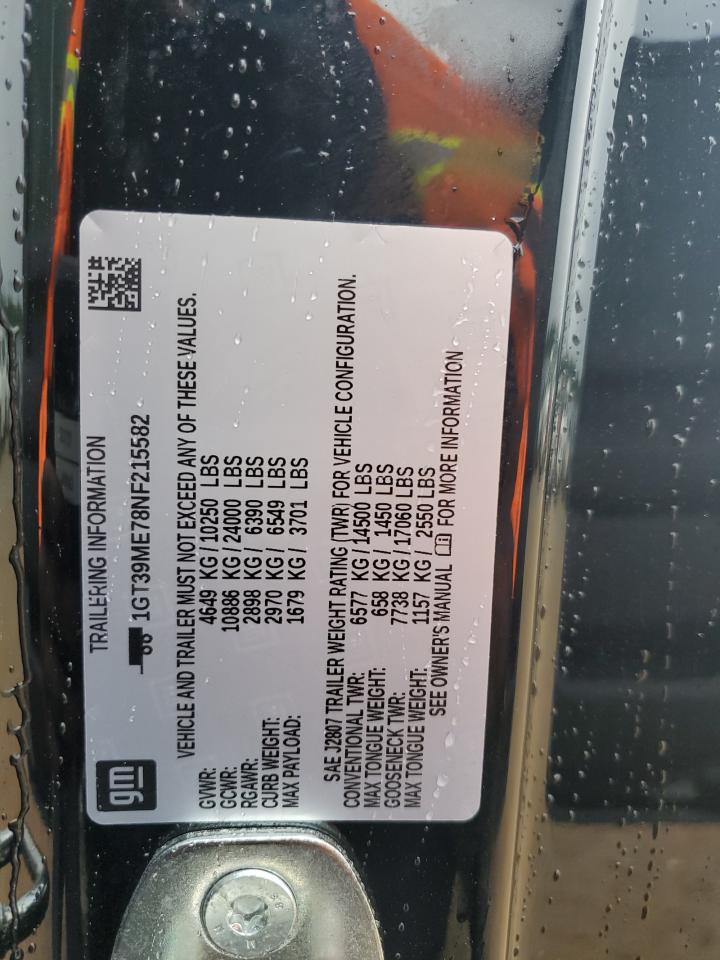 gm
TRAILERING INFORMATION
1GT39ME78NF215582
VEHICLE AND TRAILER MUST NOT EXCEED ANY OF THESE VALUES.
GVWR: 4649 KG / 10250 LBS
GCWR: 10886 KG / 24000 LBS
RGAWR: 2898 KG / 6390 LBS
CURB WEIGHT: 2970 KG / 6549 LBS
MAX PAYLOAD: 1679 KG / 3701 LBS
SAE J2807 TRAILER WEIGHT RATING (TWR) FOR VEHICLE CONFIGURATION.
CONVENTIONAL TWR: 6577 KG / 14500 LBS
MAX TONGUE WEIGHT: 658 KG / 1450 LBS
GOOSENECK TWR: 7738 KG / 17060 LBS
MAX TONGUE WEIGHT: 1157 KG / 2550 LBS
SEE OWNER'S MANUAL FOR MORE INFORMATION